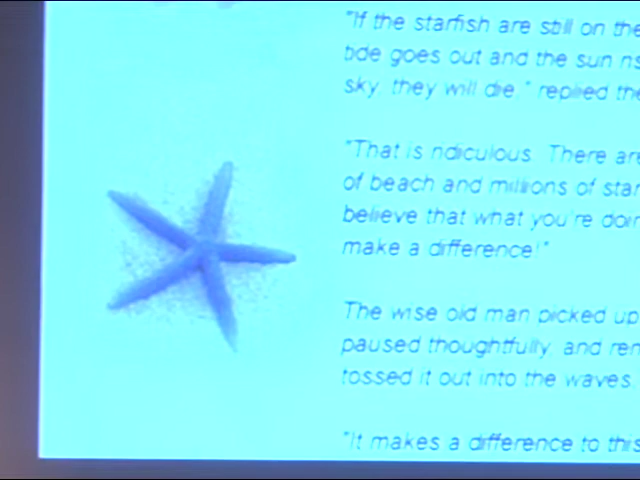 "If the starfish are still on the
tide goes out and the sun ris
sky, they will die." replied the
"That is ridiculous. There are
of beach and millions of star
believe that what you're doin
make a difference!"
The wise old man picked up
paused thoughtfully, and rem
tossed it out into the waves.
"It makes a difference to this